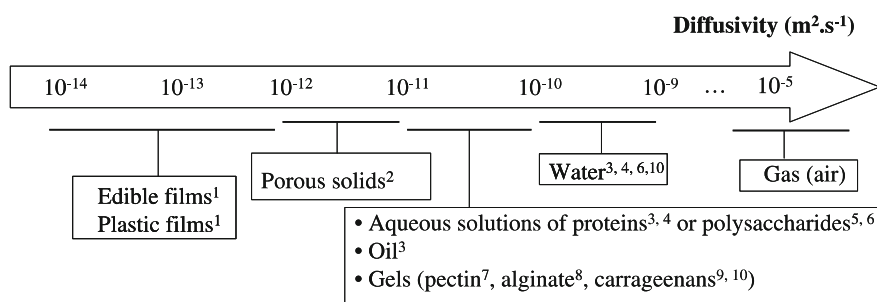 Diffusivity (m².s⁻¹)
10⁻¹⁴ 10⁻¹³ 10⁻¹² 10⁻¹¹ 10⁻¹⁰ 10⁻⁹ ... 10⁻⁵
Edible films¹
Plastic films¹
Porous solids²
Water³, ⁴, ⁶,¹⁰
Gas (air)
• Aqueous solutions of proteins³, ⁴ or polysaccharides⁵, ⁶
• Oil³
• Gels (pectin⁷, alginate⁸, carrageenans⁹, ¹⁰)